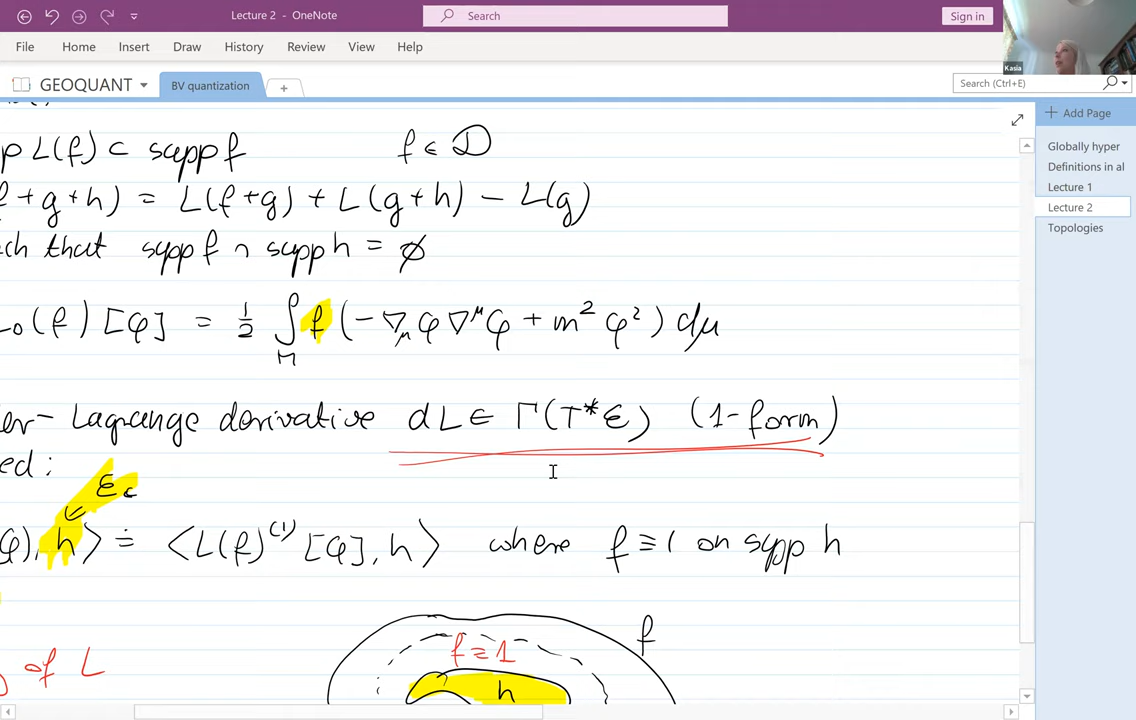 Lecture 2 - OneNote
Search
Sign in
File Home Insert Draw History Review View Help
Kasia
GEOQUANT
BV quantization
Search (Ctrl+E)
Add Page
Globally hyper
Definitions in al
Lecture 1
Lecture 2
Topologies
p L(f) ⊂ supp f f ∈ D
f + g + h) = L(f+g) + L(g+h) − L(g)
ch that supp f ∩ supp h = ∅
L₀(f)[φ] = 1/2 ∫_M f (−∇_μ φ ∇^μ φ + m² φ²) dμ
er- Lagrange derivative dL ∈ Γ(T*ℰ) (1-form)
ed:
ℰc
φ), h⟩ ≐ ⟨L(f)^(1)[φ], h⟩ where f ≡ 1 on supp h
f
f ≡ 1
of L
h